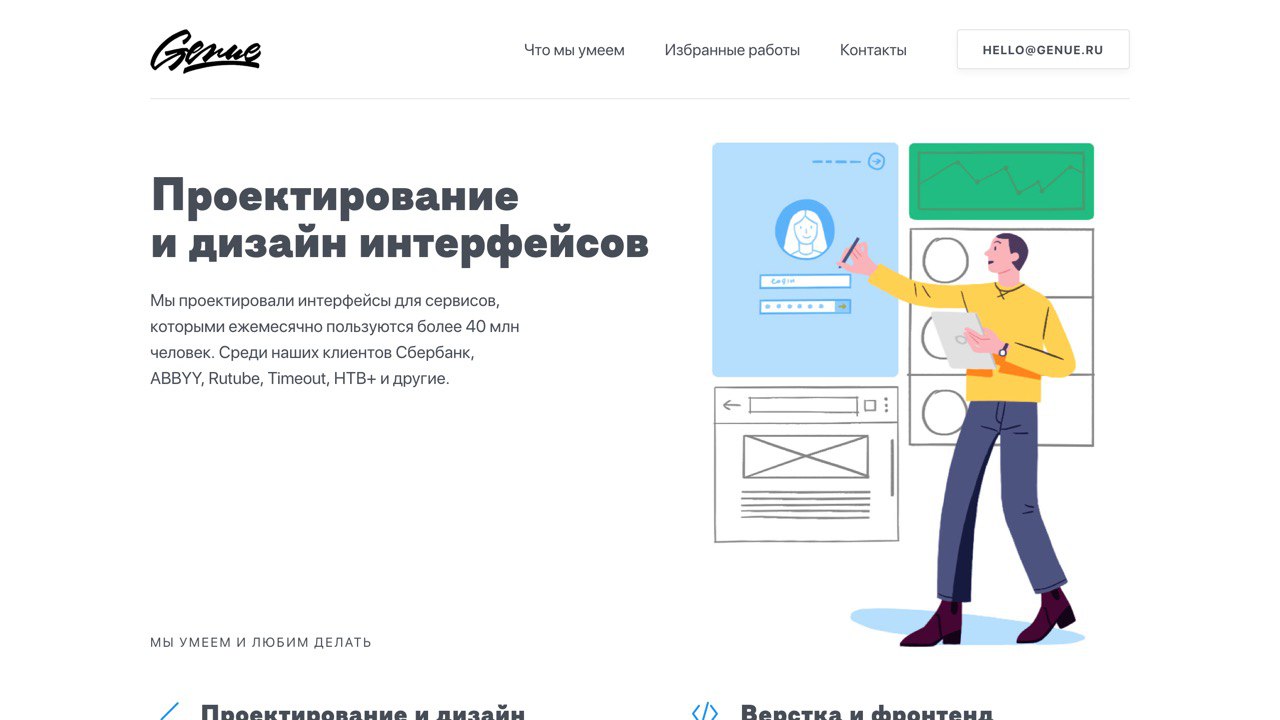 Genue
Что мы умеем
Избранные работы
Контакты
HELLO@GENUE.RU
Проектирование
и дизайн интерфейсов
Мы проектировали интерфейсы для сервисов,
которыми ежемесячно пользуются более 40 млн
человек. Среди наших клиентов Сбербанк,
ABBYY, Rutube, Timeout, НТВ+ и другие.
Login
МЫ УМЕЕМ И ЛЮБИМ ДЕЛАТЬ
Проектирование и дизайн
Верстка и фронтенд